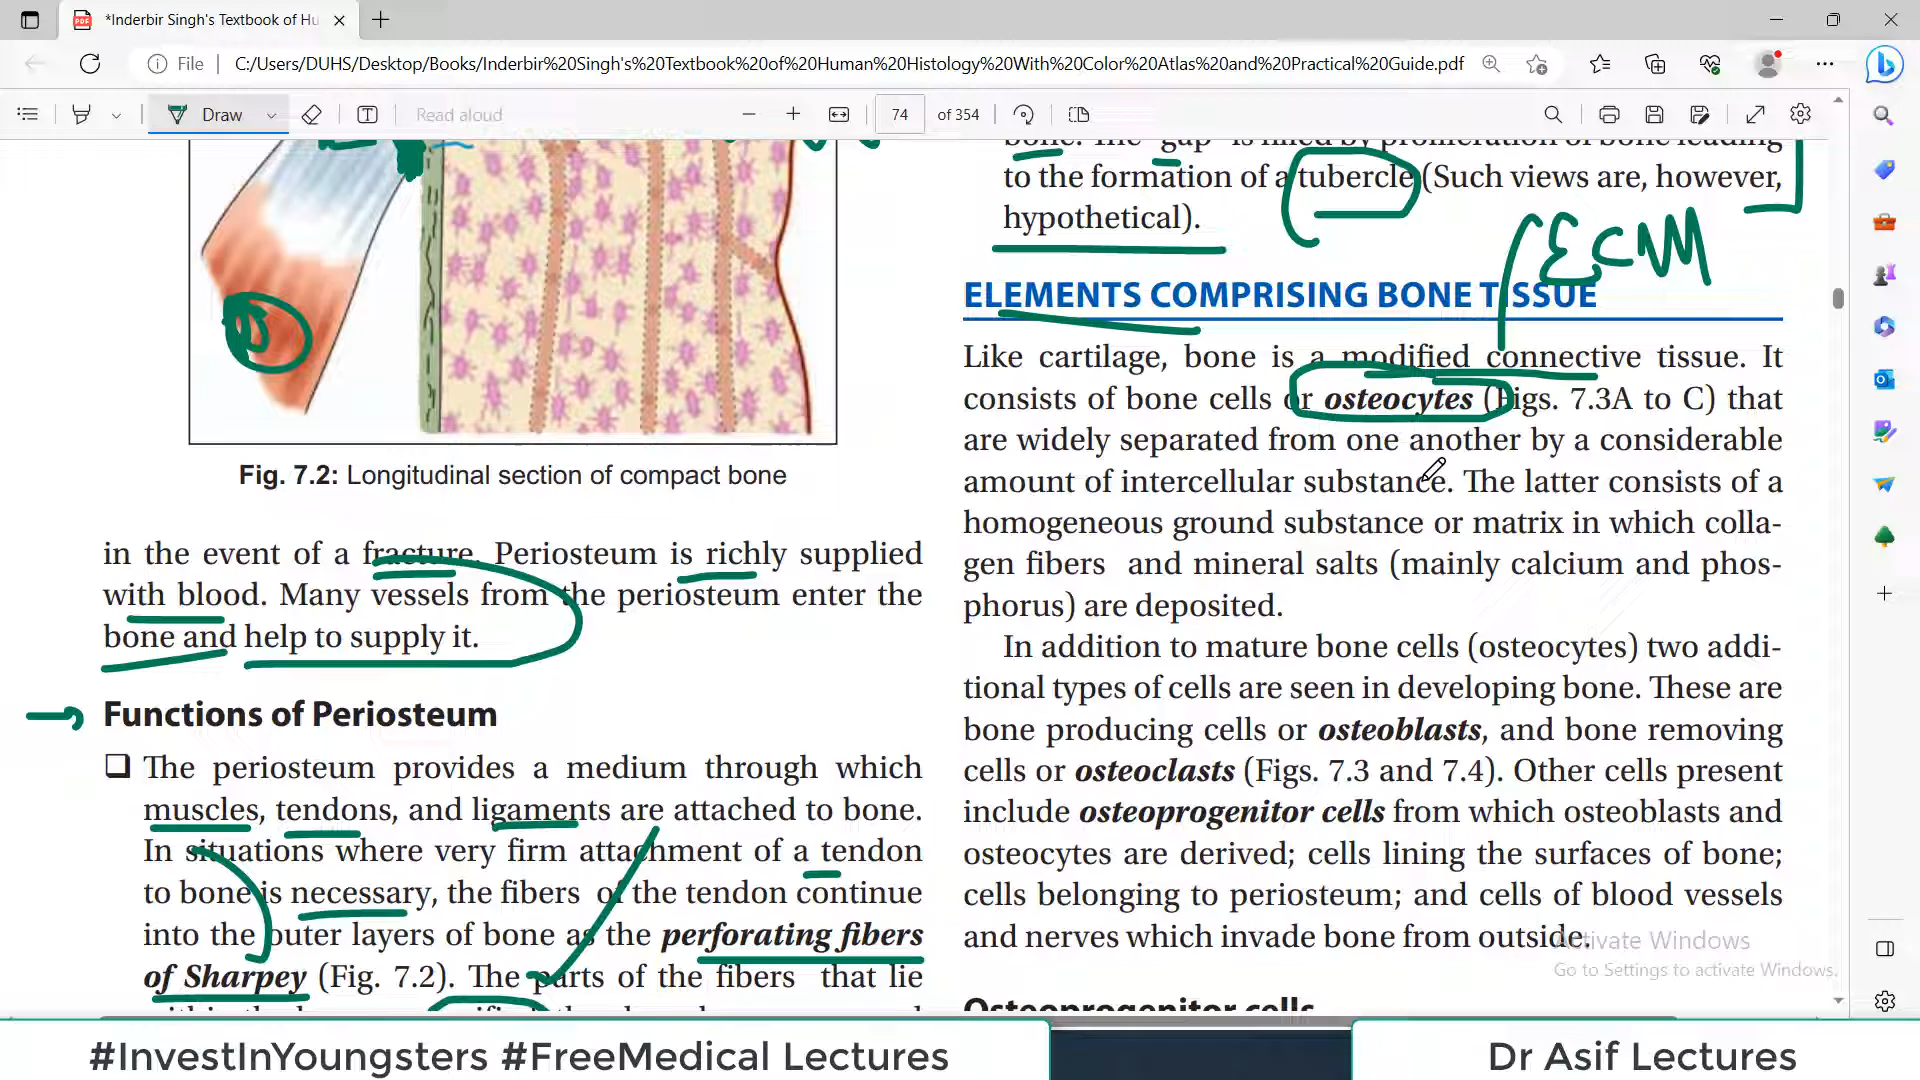 *Inderbir Singh's Textbook of Hu
File
C:/Users/DUHS/Desktop/Books/Inderbir%20Singh's%20Textbook%20of%20Human%20Histology%20With%20Color%20Atlas%20and%20Practical%20Guide.pdf
Draw
Read aloud
74 of 354
Fig. 7.2: Longitudinal section of compact bone
in the event of a fracture. Periosteum is richly supplied
with blood. Many vessels from the periosteum enter the
bone and help to supply it.
Functions of Periosteum
❑ The periosteum provides a medium through which
muscles, tendons, and ligaments are attached to bone.
In situations where very firm attachment of a tendon
to bone is necessary, the fibers of the tendon continue
into the outer layers of bone as the perforating fibers
of Sharpey (Fig. 7.2). The parts of the fibers that lie
bone. The gap is filled by proliferation of bone leading
to the formation of a tubercle (Such views are, however,
hypothetical).
ECM
ELEMENTS COMPRISING BONE TISSUE
Like cartilage, bone is a modified connective tissue. It
consists of bone cells or osteocytes (Figs. 7.3A to C) that
are widely separated from one another by a considerable
amount of intercellular substance. The latter consists of a
homogeneous ground substance or matrix in which colla-
gen fibers and mineral salts (mainly calcium and phos-
phorus) are deposited.
In addition to mature bone cells (osteocytes) two addi-
tional types of cells are seen in developing bone. These are
bone producing cells or osteoblasts, and bone removing
cells or osteoclasts (Figs. 7.3 and 7.4). Other cells present
include osteoprogenitor cells from which osteoblasts and
osteocytes are derived; cells lining the surfaces of bone;
cells belonging to periosteum; and cells of blood vessels
and nerves which invade bone from outside.
Osteoprogenitor cells
Activate Windows
Go to Settings to activate Windows.
#InvestInYoungsters #FreeMedical Lectures
Dr Asif Lectures